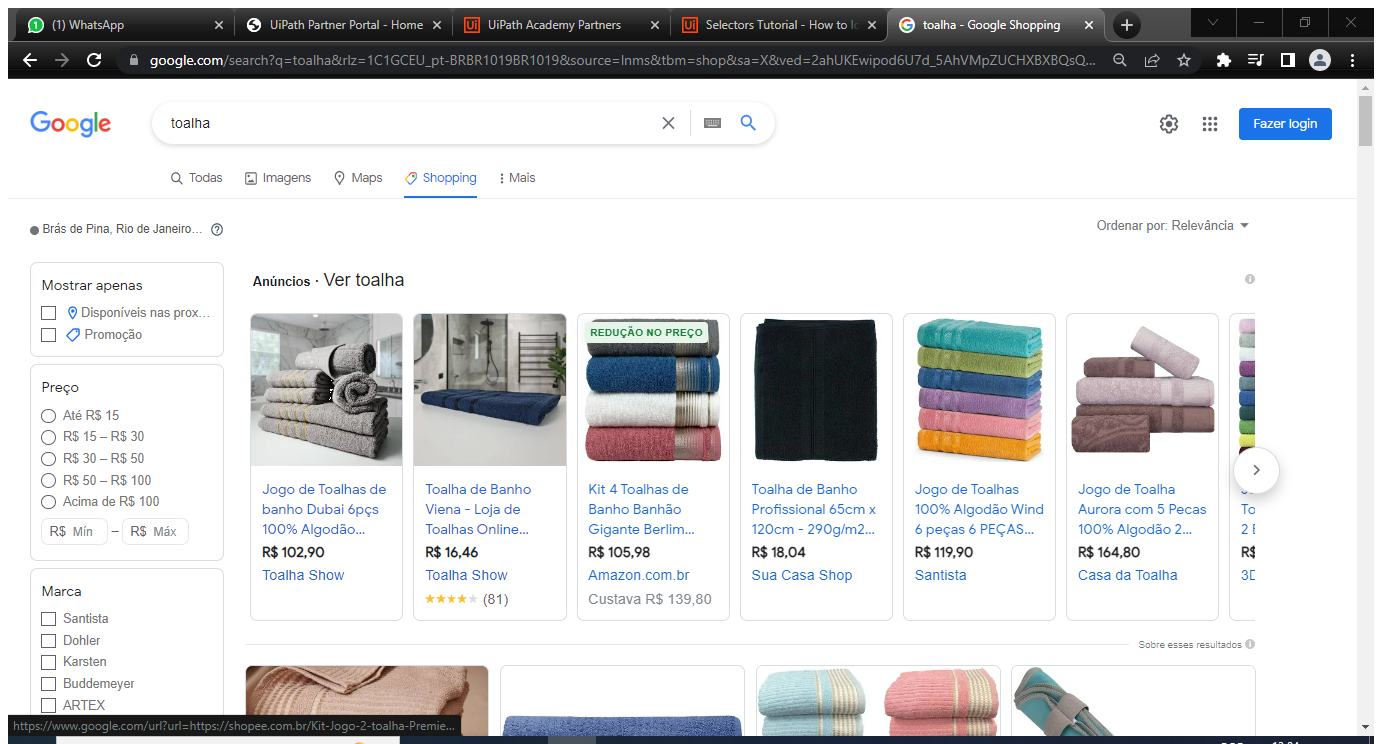 (1) WhatsApp
UiPath Partner Portal - Home
UiPath Academy Partners
Selectors Tutorial - How to
toalha - Google Shopping
google.com/search?q=toalha&rlz=1C1GCEU_pt-BRBR1019BR1019&source=lnms&tbm=shop&sa=X&ved=2ahUKEwipod6U7d_5AhVMpZUCHXBXBQsQ...
Google
toalha
Fazer login
Todas
Imagens
Maps
Shopping
Mais
Brás de Pina, Rio de Janeiro...
Ordenar por: Relevância
Mostrar apenas
Disponíveis nas prox...
Promoção
Preço
Até R$ 15
R$ 15 – R$ 30
R$ 30 – R$ 50
R$ 50 – R$ 100
Acima de R$ 100
R$ Mín – R$ Máx
Marca
Santista
Dohler
Karsten
Buddemeyer
ARTEX
Anúncios · Ver toalha
Jogo de Toalhas de
banho Dubai 6pçs
100% Algodão...
R$ 102,90
Toalha Show
Toalha de Banho
Viena - Loja de
Toalhas Online...
R$ 16,46
Toalha Show
(81)
REDUÇÃO NO PREÇO
Kit 4 Toalhas de
Banho Banhão
Gigante Berlim...
R$ 105,98
Amazon.com.br
Custava R$ 139,80
Toalha de Banho
Profissional 65cm x
120cm - 290g/m2...
R$ 18,04
Sua Casa Shop
Jogo de Toalhas
100% Algodão Wind
6 peças 6 PEÇAS...
R$ 119,90
Santista
Jogo de Toalha
Aurora com 5 Pecas
100% Algodão 2...
R$ 164,80
Casa da Toalha
To
2
R$
3D
Sobre esses resultados
https://www.google.com/url?url=https://shopee.com.br/Kit-Jogo-2-toalha-Premie...